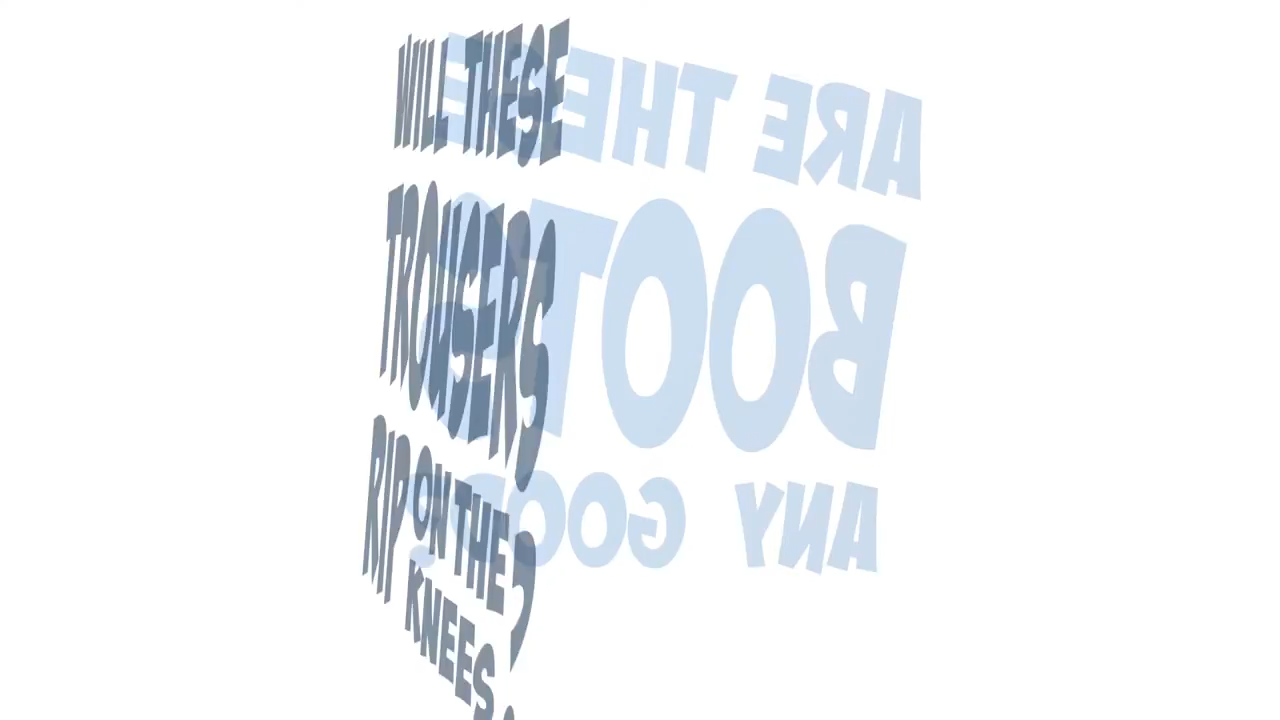 WILL THESE
TROUSERS
RIP ON THE
KNEES?
ARE THESE
BOOTS
ANY GOOD?